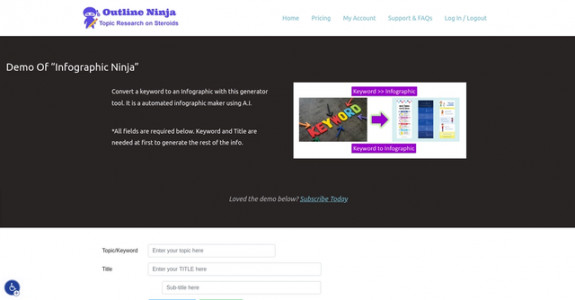 Outline Ninja
Topic Research on Steroids
Home Pricing My Account Support & FAQs Log In / Logout
Demo Of "Infographic Ninja"
Convert a keyword to an Infographic with this generator
tool. It is a automated infographic maker using A.I.
*All fields are required below. Keyword and Title are
needed at first to generate the rest of the info.
Keyword >> Infographic
KEYWORD
Keyword to Infographic
Loved the demo below? Subscribe Today
Topic/Keyword Enter your topic here
Title Enter your TITLE here
Sub-title here